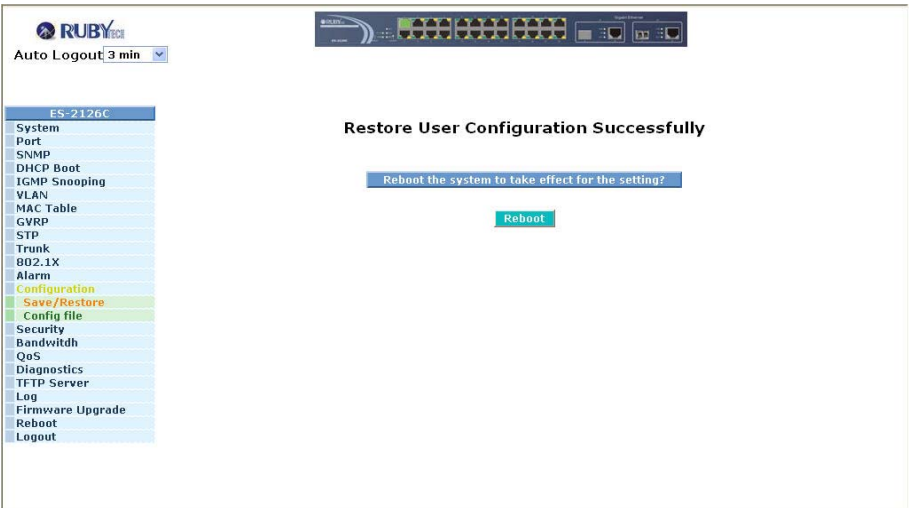 RUBYTECH
Auto Logout 3 min
ES-2126C
System
Port
SNMP
DHCP Boot
IGMP Snooping
VLAN
MAC Table
GVRP
STP
Trunk
802.1X
Alarm
Configuration
Save/Restore
Config file
Security
Bandwitdh
QoS
Diagnostics
TFTP Server
Log
Firmware Upgrade
Reboot
Logout
Restore User Configuration Successfully
Reboot the system to take effect for the setting?
Reboot